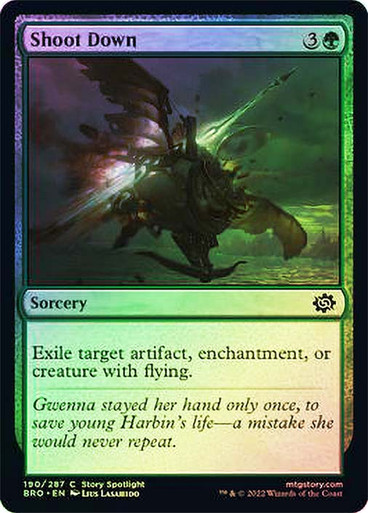 Shoot Down 3
Sorcery
Exile target artifact, enchantment, or
creature with flying.
Gwenna stayed her hand only once, to
save young Harbin's life—a mistake she
would never repeat.
190/287 C Story Spotlight mtgstory.com
BRO • EN Lius Lasahido ™ & © 2022 Wizards of the Coast